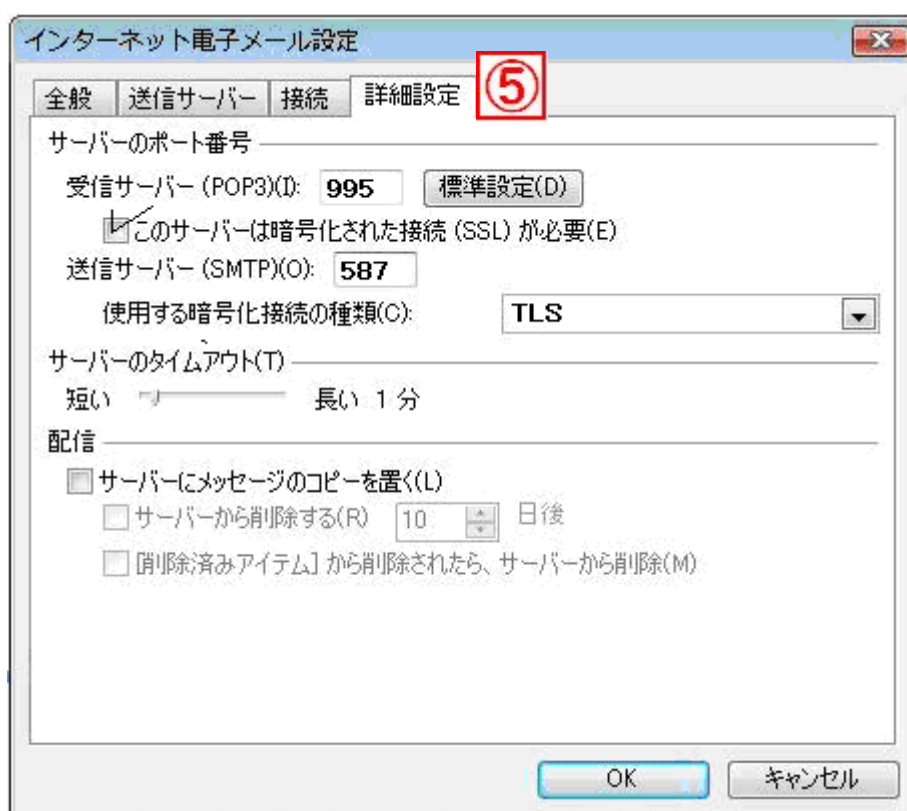 インターネット電子メール設定
全般 送信サーバー 接続 詳細設定 ⑤
サーバーのポート番号
受信サーバー (POP3)(I): 995 標準設定(D)
このサーバーは暗号化された接続 (SSL) が必要(E)
送信サーバー (SMTP)(O): 587
使用する暗号化接続の種類(C): TLS
サーバーのタイムアウト(T)
短い 長い 1 分
配信
サーバーにメッセージのコピーを置く(L)
サーバーから削除する(R) 10 日後
[削除済みアイテム] から削除されたら、サーバーから削除(M)
OK キャンセル